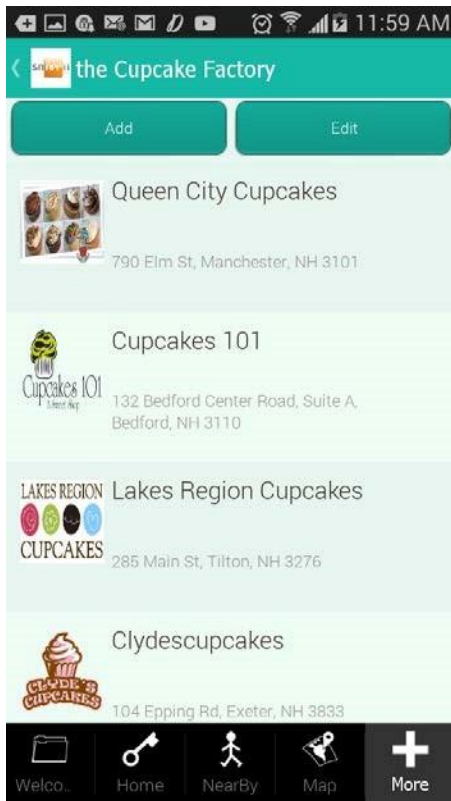 11:59 AM
the Cupcake Factory
Add Edit
Queen City Cupcakes
790 Elm St, Manchester, NH 3101
Cupcakes 101
Cupcakes 101
132 Bedford Center Road, Suite A,
Bedford, NH 3110
LAKES REGION
CUPCAKES
Lakes Region Cupcakes
285 Main St, Tilton, NH 3276
CLYDE'S
CUPCAKES
Clydescupcakes
104 Epping Rd, Exeter, NH 3833
Welco.. Home NearBy Map More